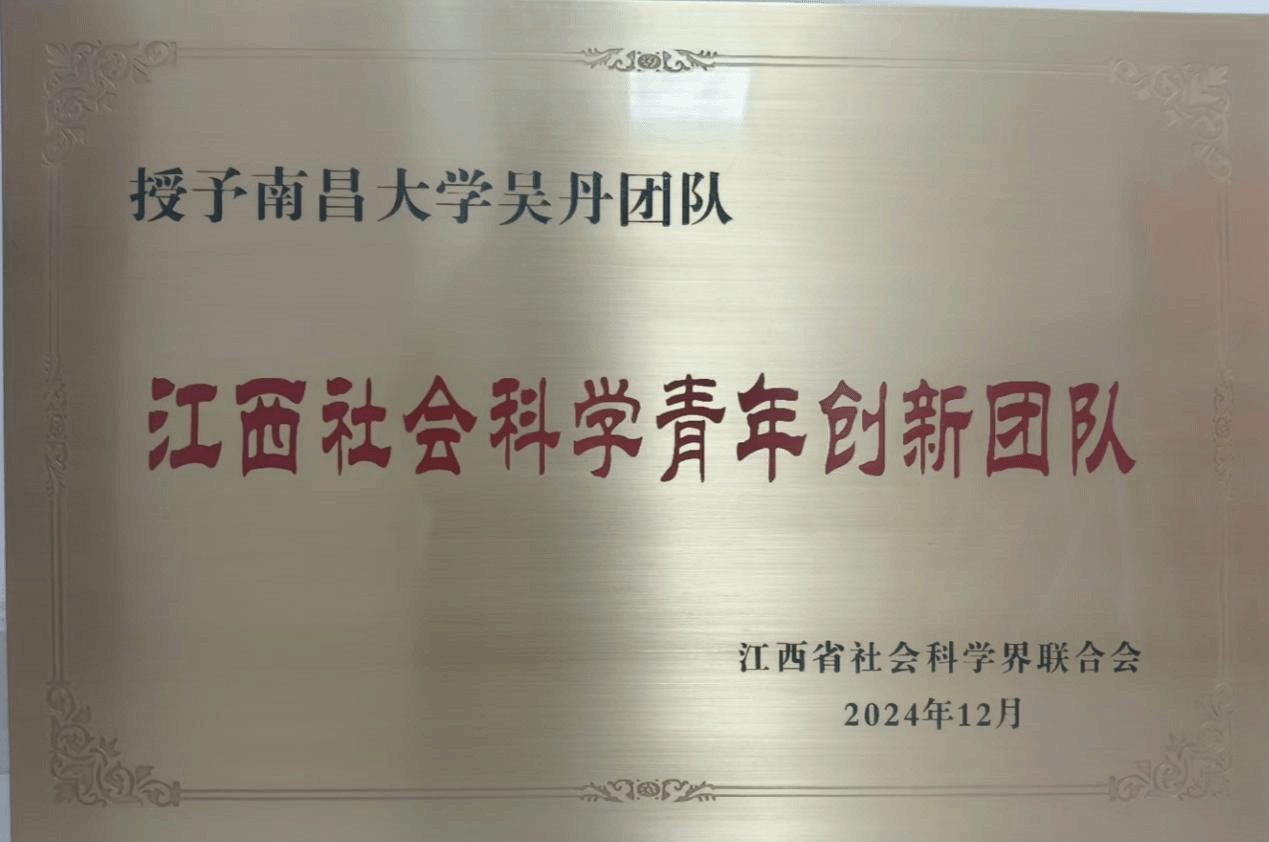 授予南昌大学吴丹团队
江西社会科学青年创新团队
江西省社会科学界联合会
2024年12月